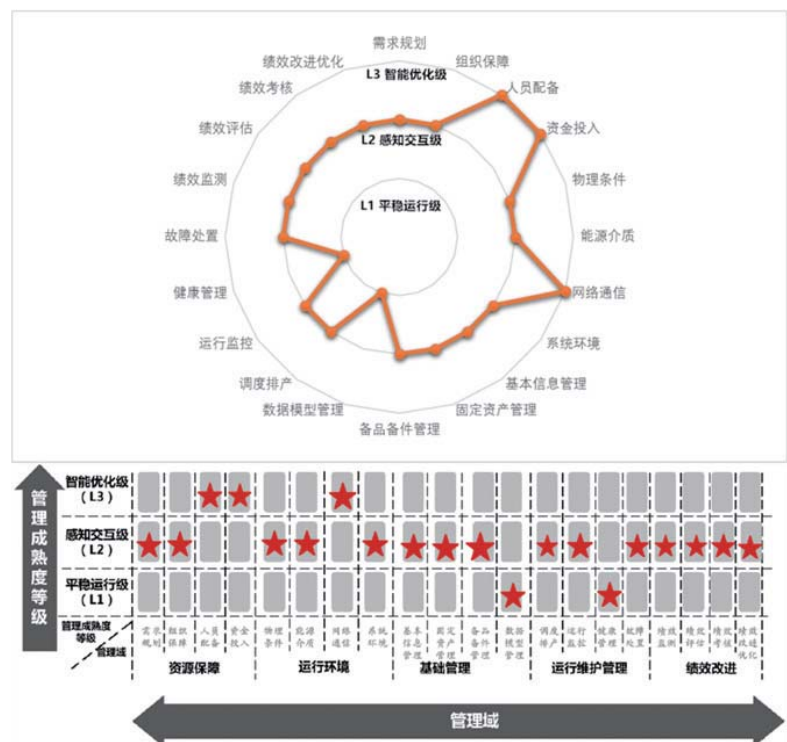 需求规划
绩效改进优化
组织保障
L3 智能优化级
绩效考核
人员配备
绩效评估
资金投入
L2 感知交互级
绩效监测
物理条件
L1 平稳运行级
故障处置
能源介质
健康管理
网络通信
运行监控
系统环境
调度排产
基本信息管理
数据模型管理
固定资产管理
备品备件管理
管理成熟度等级
智能优化级
（L3）
感知交互级
（L2）
平稳运行级
（L1）
管理成熟度
等级
管理域
需求
规划
组织
保障
人员
配备
资金
投入
物理
条件
能源
介质
网络
通信
系统
环境
基本
信息
管理
固定
资产
管理
备品
备件
管理
数据
模型
管理
调度
排产
运行
监控
健康
管理
故障
处置
绩效
监测
绩效
评估
绩效
考核
绩效
改进
优化
资源保障
运行环境
基础管理
运行维护管理
绩效改进
管理域